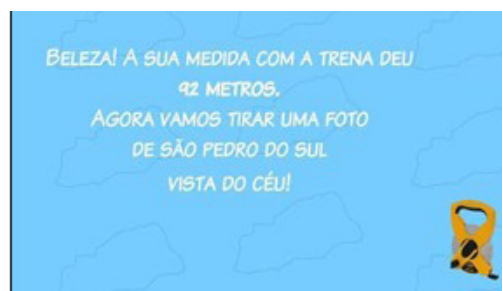 BELEZA! A SUA MEDIDA COM A TRENA DEU
92 METROS.
AGORA VAMOS TIRAR UMA FOTO
DE SÃO PEDRO DO SUL
VISTA DO CÉU!